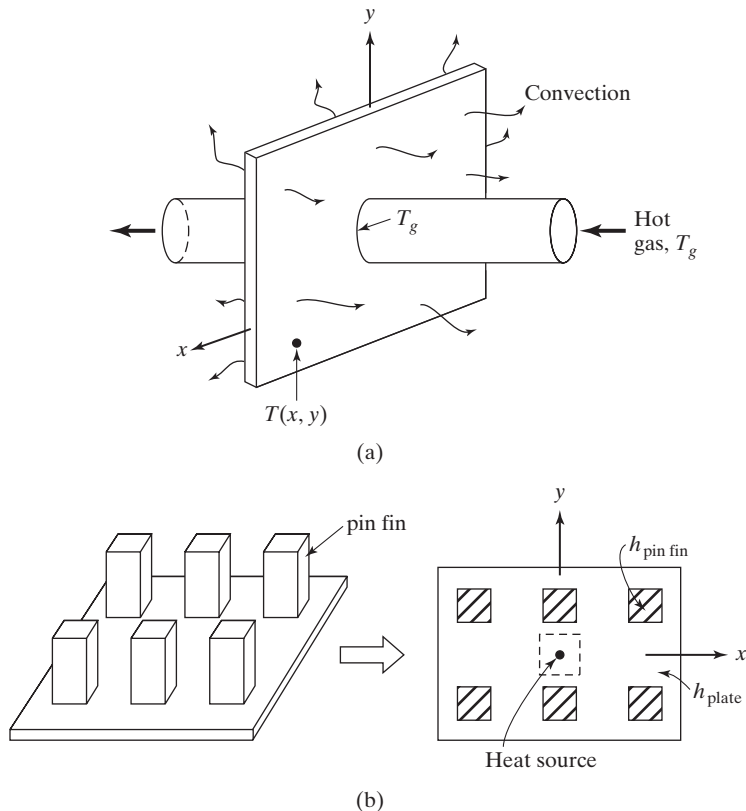 y
Convection
T_g
Hot
gas, T_g
x
T(x, y)
(a)
pin fin
y
h_pin fin
x
h_plate
Heat source
(b)